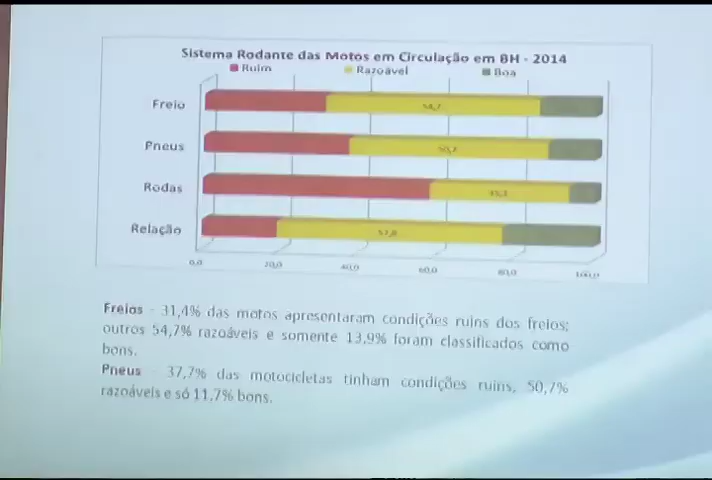 Sistema Rodante das Motos em Circulação em BH - 2014
Ruim Razoável Boa
Freio 54,7
Pneus 50,7
Rodas
Relação 57,0
0,0 20,0 40,0 60,0 80,0 100,0
Freios - 31,4% das motos apresentaram condições ruins dos freios;
outros 54,7% razoáveis e somente 13,9% foram classificados como
bons.
Pneus - 37,7% das motocicletas tinham condições ruins, 50,7%
razoáveis e só 11,7% bons.